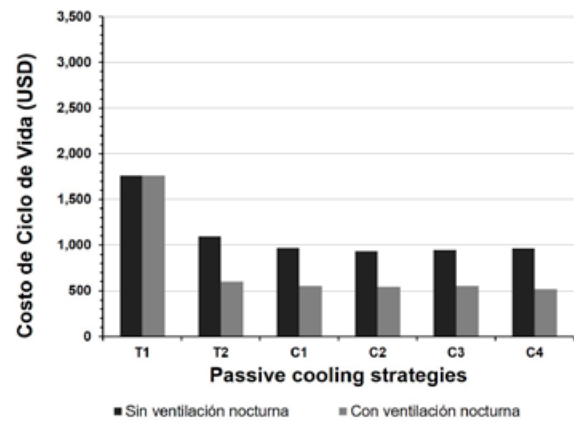 Costo de Ciclo de Vida (USD)
3,500
3,000
2,500
2,000
1,500
1,000
500
0
T1 T2 C1 C2 C3 C4
Passive cooling strategies
Sin ventilación nocturna Con ventilación nocturna